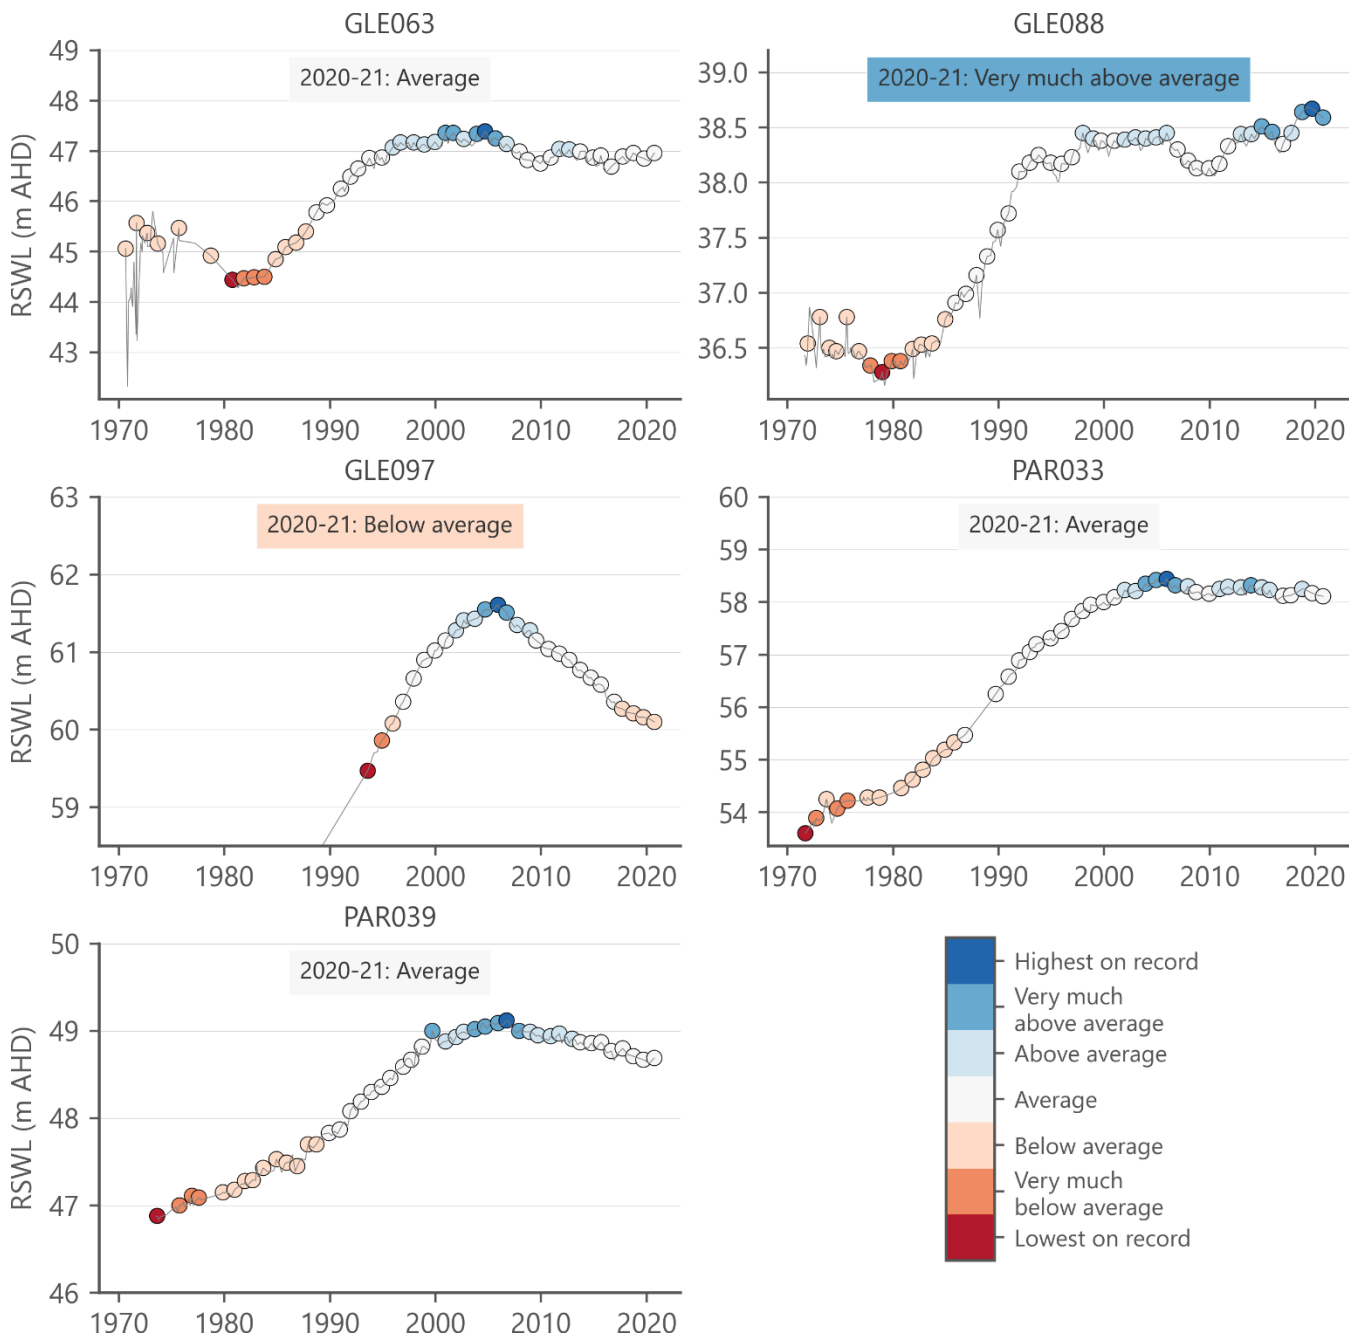 GLE063
2020-21: Average
RSWL (m AHD)
49
48
47
46
45
44
43
1970 1980 1990 2000 2010 2020
GLE088
2020-21: Very much above average
39.0
38.5
38.0
37.5
37.0
36.5
1970 1980 1990 2000 2010 2020
GLE097
2020-21: Below average
RSWL (m AHD)
63
62
61
60
59
1970 1980 1990 2000 2010 2020
PAR033
2020-21: Average
60
59
58
57
56
55
54
1970 1980 1990 2000 2010 2020
PAR039
2020-21: Average
RSWL (m AHD)
50
49
48
47
46
1970 1980 1990 2000 2010 2020
Highest on record
Very much
above average
Above average
Average
Below average
Very much
below average
Lowest on record